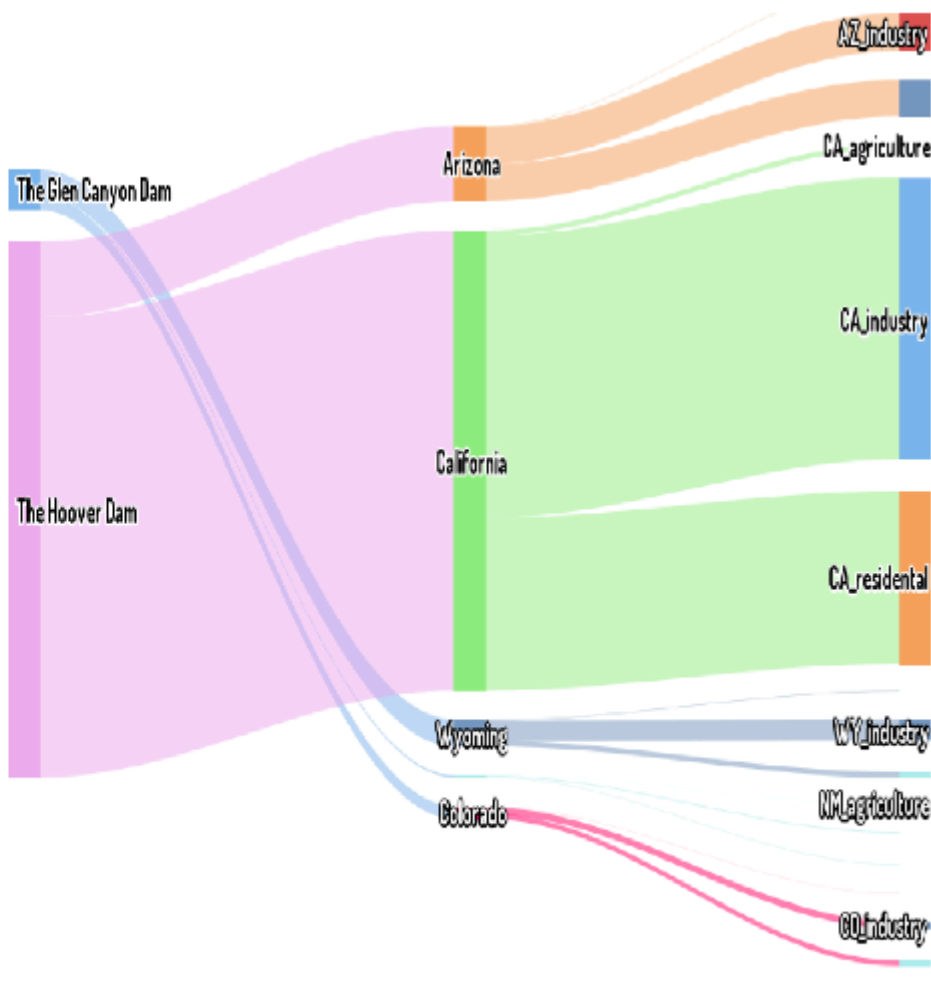 AZ_industry
CA_agriculture
Arizona
The Glen Canyon Dam
CA_industry
California
The Hoover Dam
CA_residental
WY_industry
Wyoming
NM_agriculture
Colorado
CO_industry